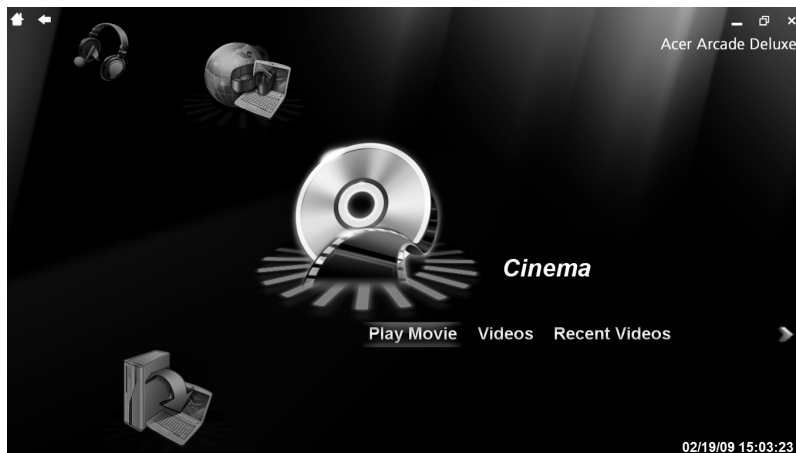 Acer Arcade Deluxe
Cinema
Play Movie Videos Recent Videos
02/19/09 15:03:23